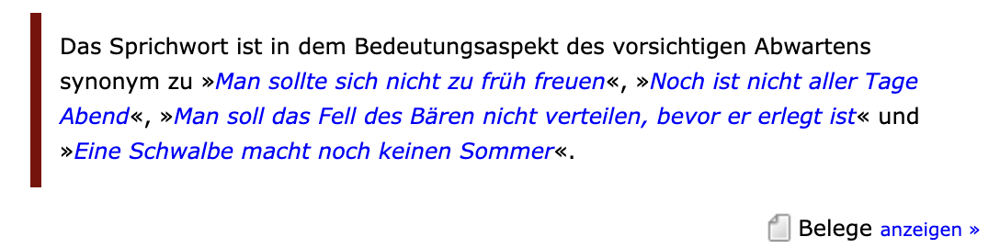 Das Sprichwort ist in dem Bedeutungsaspekt des vorsichtigen Abwartens
synonym zu »Man sollte sich nicht zu früh freuen«, »Noch ist nicht aller Tage
Abend«, »Man soll das Fell des Bären nicht verteilen, bevor er erlegt ist« und
»Eine Schwalbe macht noch keinen Sommer«.
Belege anzeigen »